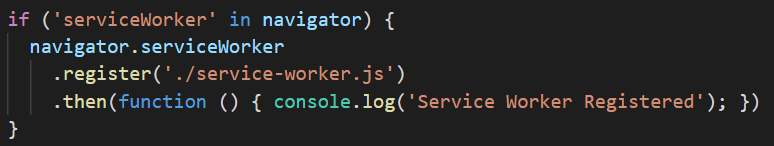 if ('serviceWorker' in navigator) {
  navigator.serviceWorker
    .register('./service-worker.js')
    .then(function () { console.log('Service Worker Registered'); })
}